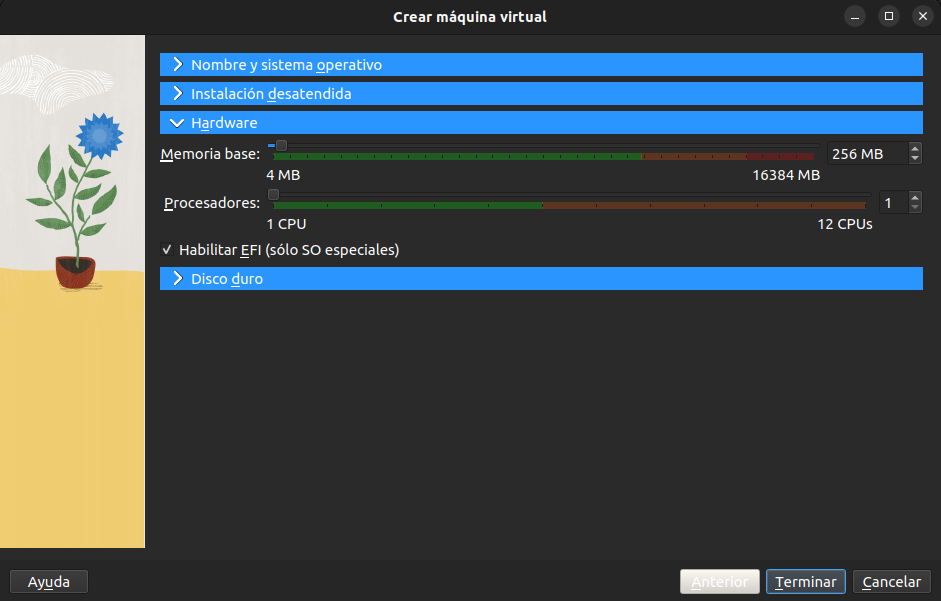 Crear máquina virtual
Nombre y sistema operativo
Instalación desatendida
Hardware
Memoria base:
256 MB
4 MB
16384 MB
Procesadores:
1
1 CPU
12 CPUs
Habilitar EFI (sólo SO especiales)
Disco duro
Ayuda
Anterior
Terminar
Cancelar